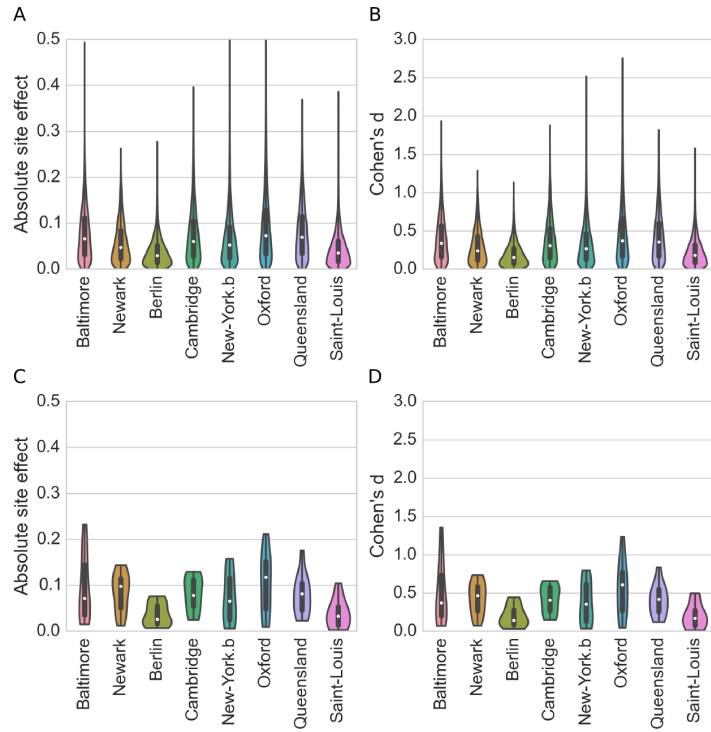 A
Absolute site effect
0.5
0.4
0.3
0.2
0.1
0.0
Baltimore
Newark
Berlin
Cambridge
New-York.b
Oxford
Queensland
Saint-Louis
B
Cohen's d
3.0
2.5
2.0
1.5
1.0
0.5
0.0
Baltimore
Newark
Berlin
Cambridge
New-York.b
Oxford
Queensland
Saint-Louis
C
Absolute site effect
0.5
0.4
0.3
0.2
0.1
0.0
Baltimore
Newark
Berlin
Cambridge
New-York.b
Oxford
Queensland
Saint-Louis
D
Cohen's d
3.0
2.5
2.0
1.5
1.0
0.5
0.0
Baltimore
Newark
Berlin
Cambridge
New-York.b
Oxford
Queensland
Saint-Louis